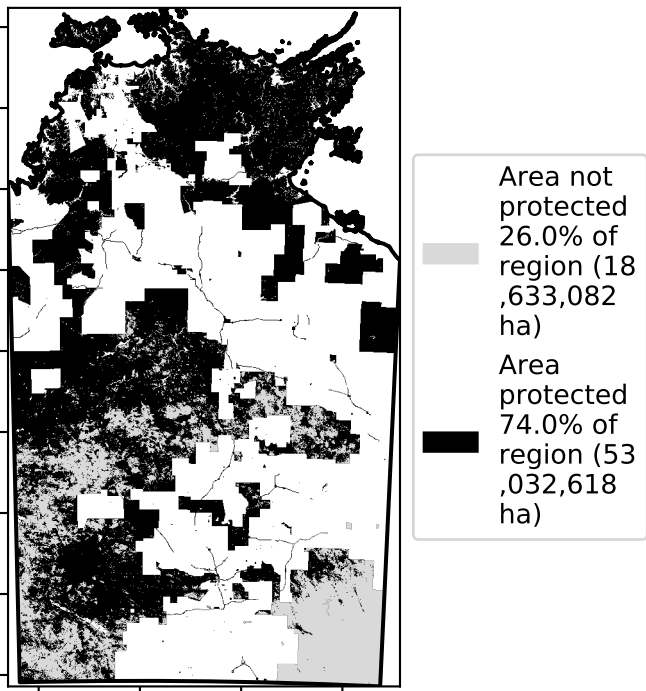 Area not
protected
26.0% of
region (18
,633,082
ha)
Area
protected
74.0% of
region (53
,032,618
ha)